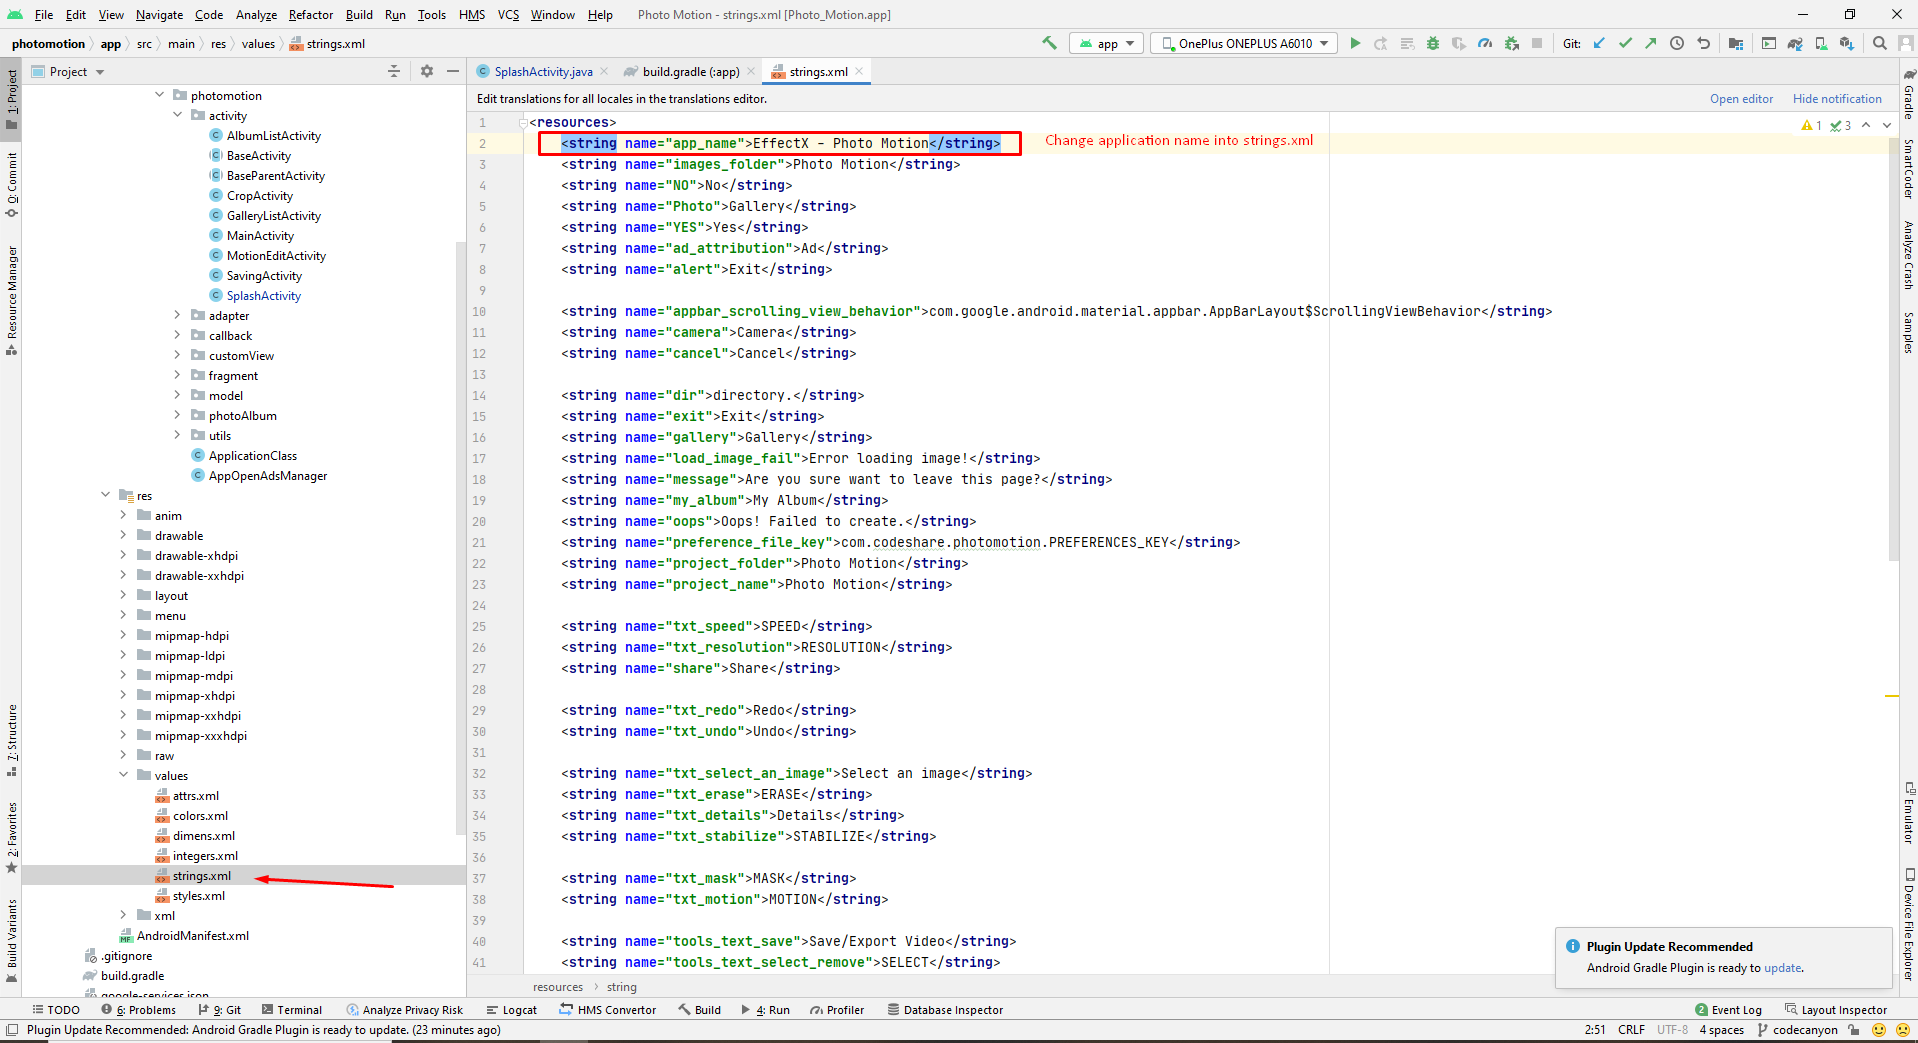 File Edit View Navigate Code Analyze Refactor Build Run Tools HMS VCS Window Help Photo Motion - strings.xml [Photo_Motion.app]
photomotion app src main res values strings.xml app OnePlus ONEPLUS A6010 Git:
Project SplashActivity.java build.gradle (:app) strings.xml
Edit translations for all locales in the translations editor. Open editor Hide notification
1: Project
0: Commit
Resource Manager
7: Structure
2: Favorites
Build Variants
photomotion
activity
AlbumListActivity
BaseActivity
BaseParentActivity
CropActivity
GalleryListActivity
MainActivity
MotionEditActivity
SavingActivity
SplashActivity
adapter
callback
customView
fragment
model
photoAlbum
utils
ApplicationClass
AppOpenAdsManager
res
anim
drawable
drawable-xhdpi
drawable-xxhdpi
layout
menu
mipmap-hdpi
mipmap-ldpi
mipmap-mdpi
mipmap-xhdpi
mipmap-xxhdpi
mipmap-xxxhdpi
raw
values
attrs.xml
colors.xml
dimens.xml
integers.xml
strings.xml
styles.xml
xml
AndroidManifest.xml
.gitignore
build.gradle
google-services.json
1 <resources>
2 <string name="app_name">EffectX - Photo Motion</string> Change application name into strings.xml
1 3
3 <string name="images_folder">Photo Motion</string>
4 <string name="NO">No</string>
5 <string name="Photo">Gallery</string>
6 <string name="YES">Yes</string>
7 <string name="ad_attribution">Ad</string>
8 <string name="alert">Exit</string>
9
10 <string name="appbar_scrolling_view_behavior">com.google.android.material.appbar.AppBarLayout$ScrollingViewBehavior</string>
11 <string name="camera">Camera</string>
12 <string name="cancel">Cancel</string>
13
14 <string name="dir">directory.</string>
15 <string name="exit">Exit</string>
16 <string name="gallery">Gallery</string>
17 <string name="load_image_fail">Error loading image!</string>
18 <string name="message">Are you sure want to leave this page?</string>
19 <string name="my_album">My Album</string>
20 <string name="oops">Oops! Failed to create.</string>
21 <string name="preference_file_key">com.codeshare.photomotion.PREFERENCES_KEY</string>
22 <string name="project_folder">Photo Motion</string>
23 <string name="project_name">Photo Motion</string>
24
25 <string name="txt_speed">SPEED</string>
26 <string name="txt_resolution">RESOLUTION</string>
27 <string name="share">Share</string>
28
29 <string name="txt_redo">Redo</string>
30 <string name="txt_undo">Undo</string>
31
32 <string name="txt_select_an_image">Select an image</string>
33 <string name="txt_erase">ERASE</string>
34 <string name="txt_details">Details</string>
35 <string name="txt_stabilize">STABILIZE</string>
36
37 <string name="txt_mask">MASK</string>
38 <string name="txt_motion">MOTION</string>
39
40 <string name="tools_text_save">Save/Export Video</string>
41 <string name="tools_text_select_remove">SELECT</string>
resources string
Gradle
SmartCoder
Analyze Crash
Samples
Emulator
Device File Explorer
Plugin Update Recommended
Android Gradle Plugin is ready to update.
TODO 6: Problems 9: Git Terminal Analyze Privacy Risk Logcat HMS Convertor Build 4: Run Profiler Database Inspector 2 Event Log Layout Inspector
Plugin Update Recommended: Android Gradle Plugin is ready to update. (23 minutes ago) 2:51 CRLF UTF-8 4 spaces codecanyon